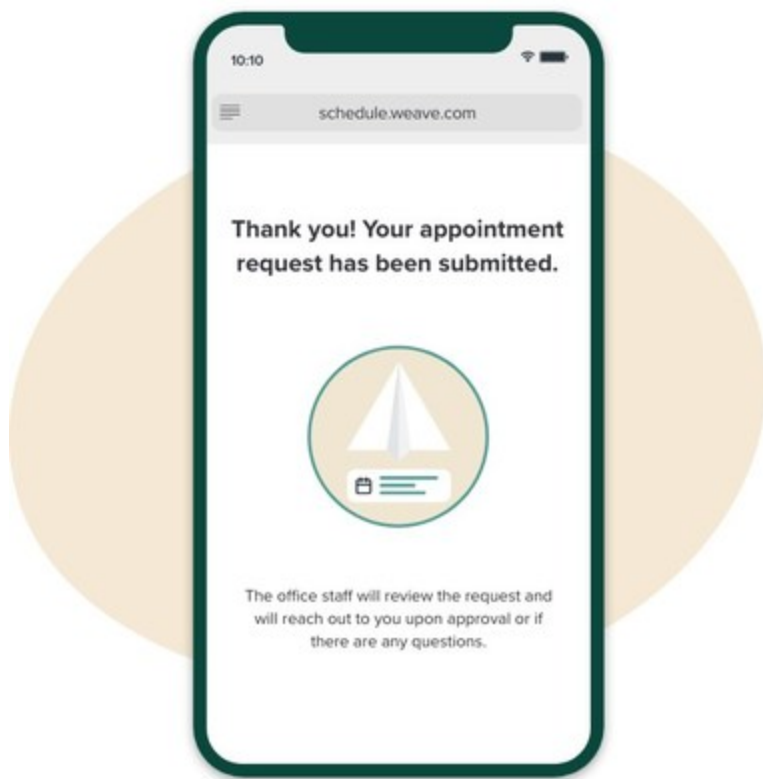 10:10
schedule.weave.com
Thank you! Your appointment
request has been submitted.
The office staff will review the request and
will reach out to you upon approval or if
there are any questions.